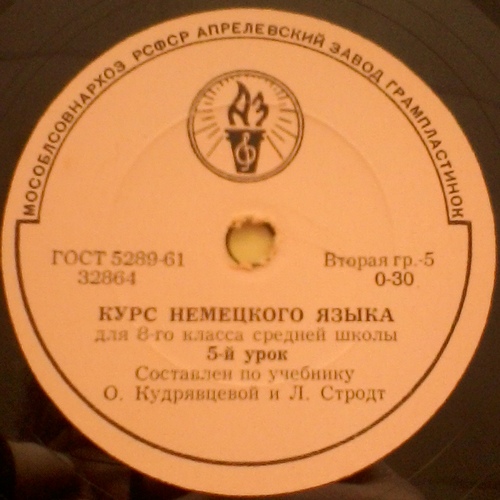 МОСОБЛСОВНАРХОЗ РСФСР АПРЕЛЕВСКИЙ ЗАВОД ГРАМПЛАСТИНОК
АЗ
ГОСТ 5289-61
32864
Вторая гр.-5
0-30
КУРС НЕМЕЦКОГО ЯЗЫКА
для 8-го класса средней школы
5-й урок
Составлен по учебнику
О. Кудрявцевой и Л. Стродт